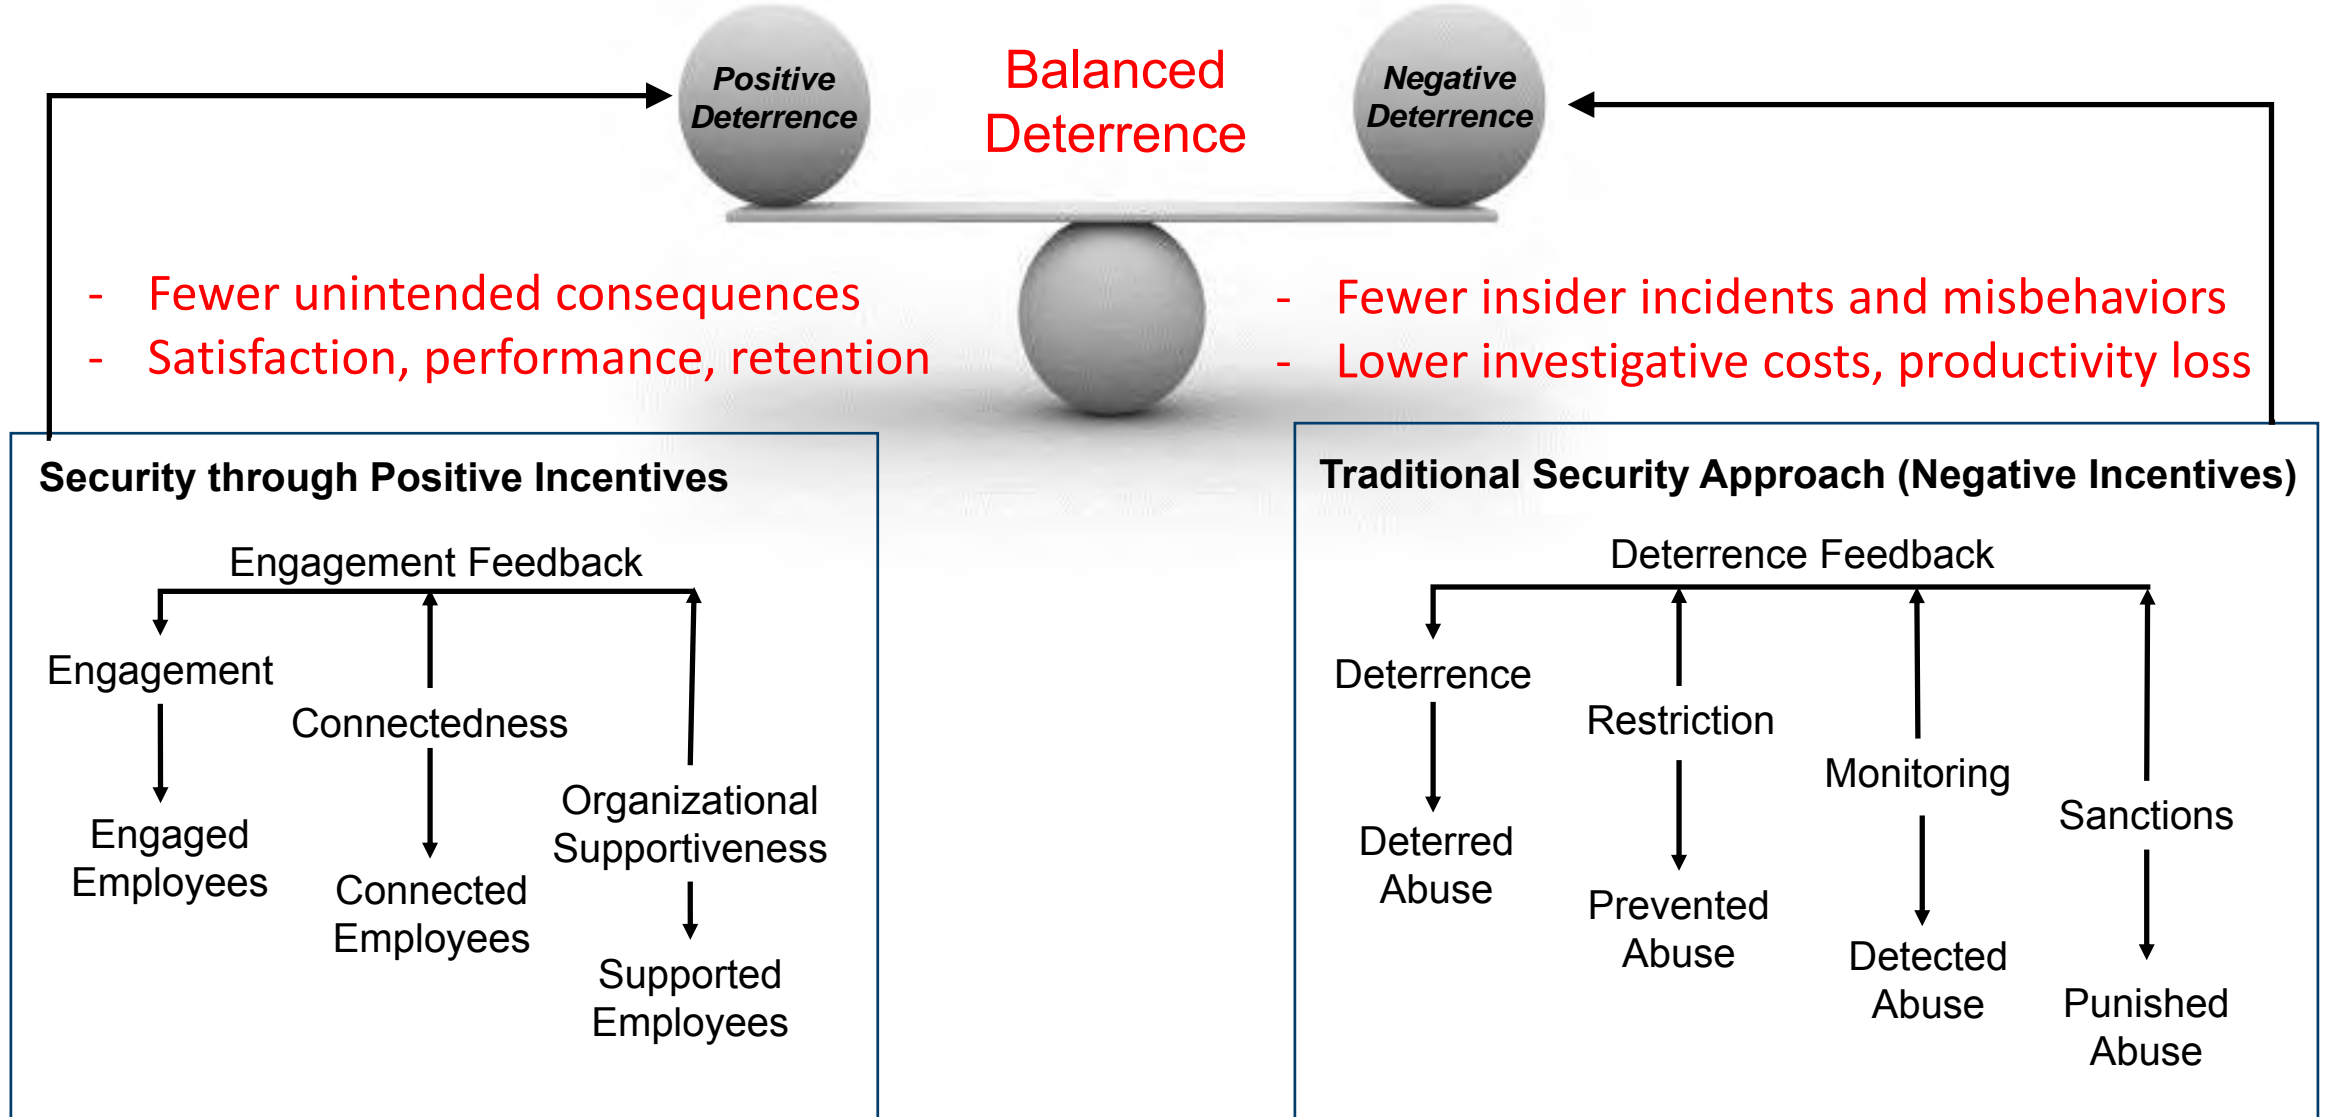 Positive
Deterrence
Balanced
Deterrence
Negative
Deterrence
- Fewer unintended consequences
- Satisfaction, performance, retention
- Fewer insider incidents and misbehaviors
- Lower investigative costs, productivity loss
Security through Positive Incentives
Engagement Feedback
Engagement
Connectedness
Organizational
Supportiveness
Engaged
Employees
Connected
Employees
Supported
Employees
Traditional Security Approach (Negative Incentives)
Deterrence Feedback
Deterrence
Restriction
Monitoring
Sanctions
Deterred
Abuse
Prevented
Abuse
Detected
Abuse
Punished
Abuse